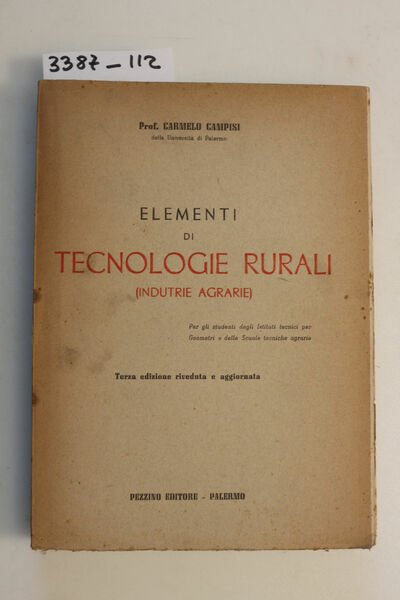 3387-112
Prof. CARMELO CAMPISI
della Università di Palermo
ELEMENTI
DI
TECNOLOGIE RURALI
(INDUTRIE AGRARIE)
Per gli studenti degli Istituti tecnici per
Geometri e delle Scuole tecniche agrarie
Terza edizione riveduta e aggiornata
PEZZINO EDITORE - PALERMO